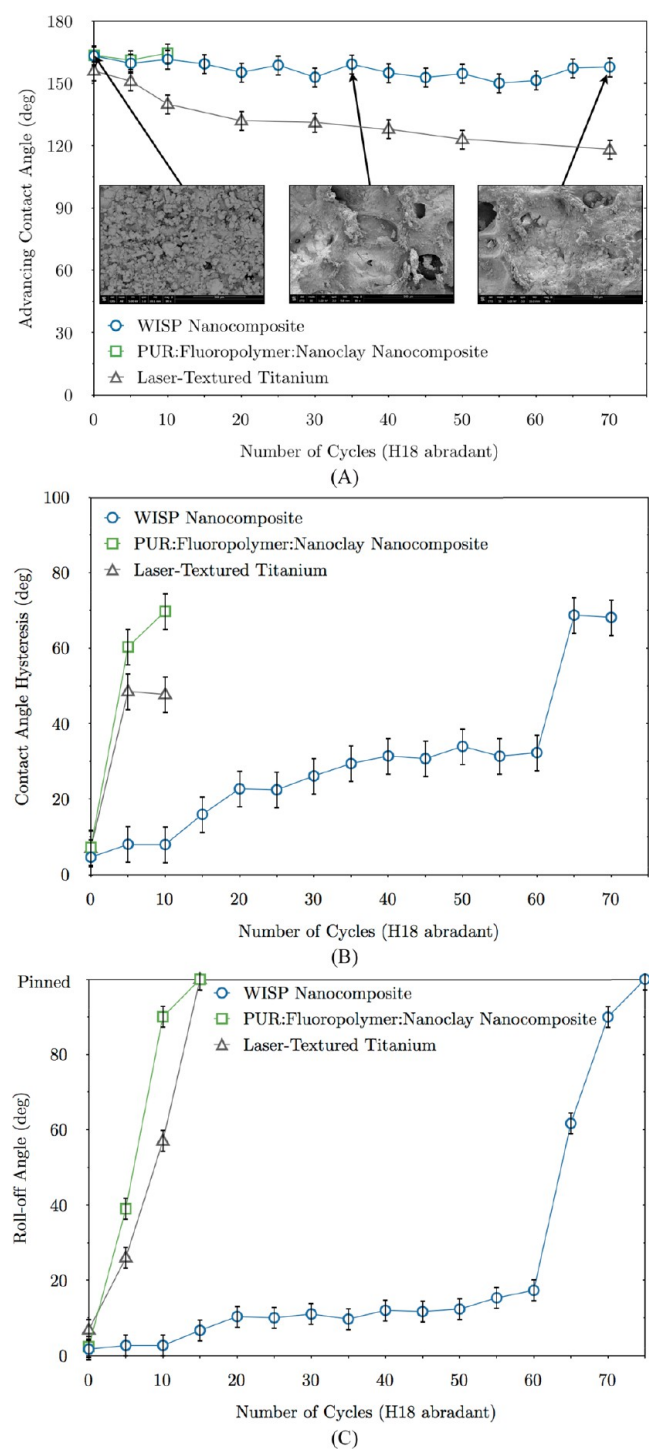 180
150
120
90
60
30
0
Advancing Contact Angle (deg)
WISP Nanocomposite
PUR:Fluoropolymer:Nanoclay Nanocomposite
Laser-Textured Titanium
0 10 20 30 40 50 60 70
Number of Cycles (H18 abradant)
(A)
100
80
60
40
20
0
Contact Angle Hysteresis (deg)
WISP Nanocomposite
PUR:Fluoropolymer:Nanoclay Nanocomposite
Laser-Textured Titanium
0 10 20 30 40 50 60 70
Number of Cycles (H18 abradant)
(B)
Pinned
80
60
40
20
0
Roll-off Angle (deg)
WISP Nanocomposite
PUR:Fluoropolymer:Nanoclay Nanocomposite
Laser-Textured Titanium
0 10 20 30 40 50 60 70
Number of Cycles (H18 abradant)
(C)